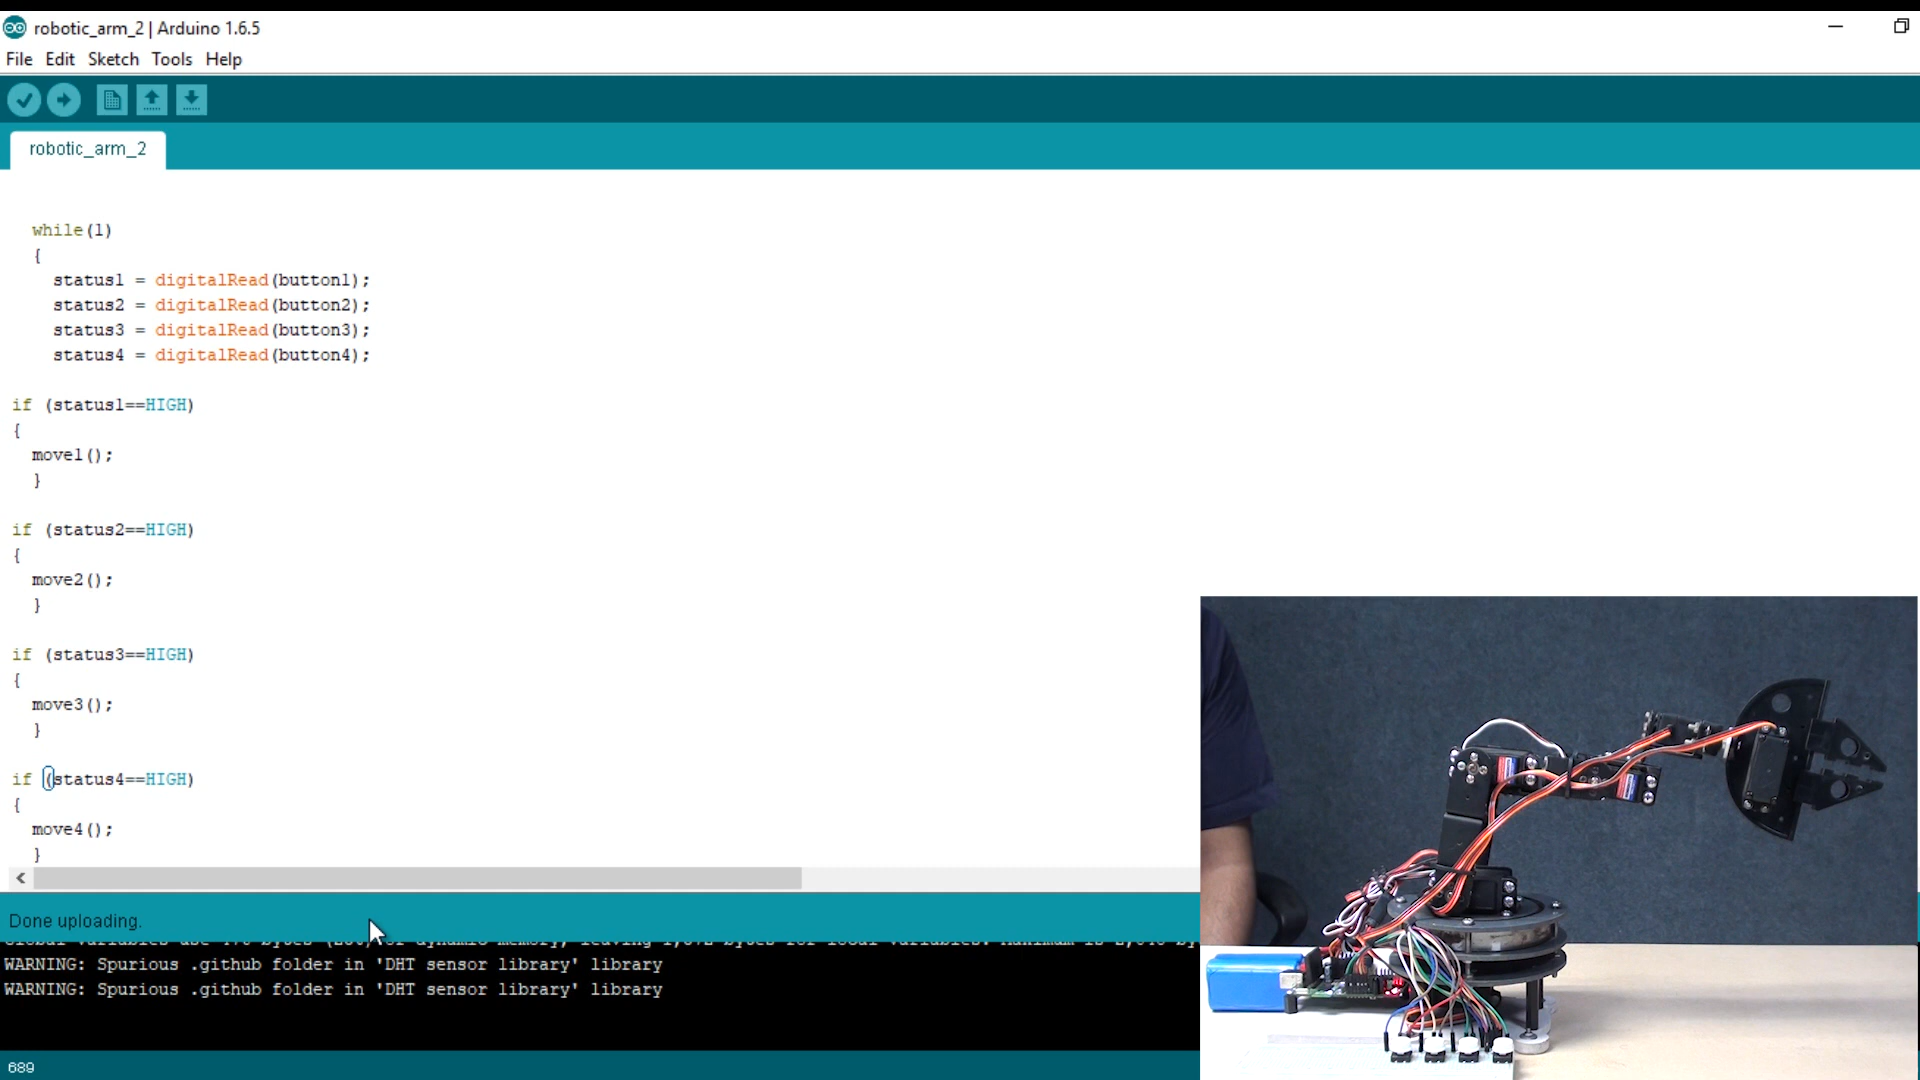 robotic_arm_2 | Arduino 1.6.5
File Edit Sketch Tools Help
robotic_arm_2
while(1)
{
status1 = digitalRead(button1);
status2 = digitalRead(button2);
status3 = digitalRead(button3);
status4 = digitalRead(button4);
if (status1==HIGH)
{
move1();
}
if (status2==HIGH)
{
move2();
}
if (status3==HIGH)
{
move3();
}
if (status4==HIGH)
{
move4();
}
Done uploading.
WARNING: Spurious .github folder in 'DHT sensor library' library
WARNING: Spurious .github folder in 'DHT sensor library' library
689